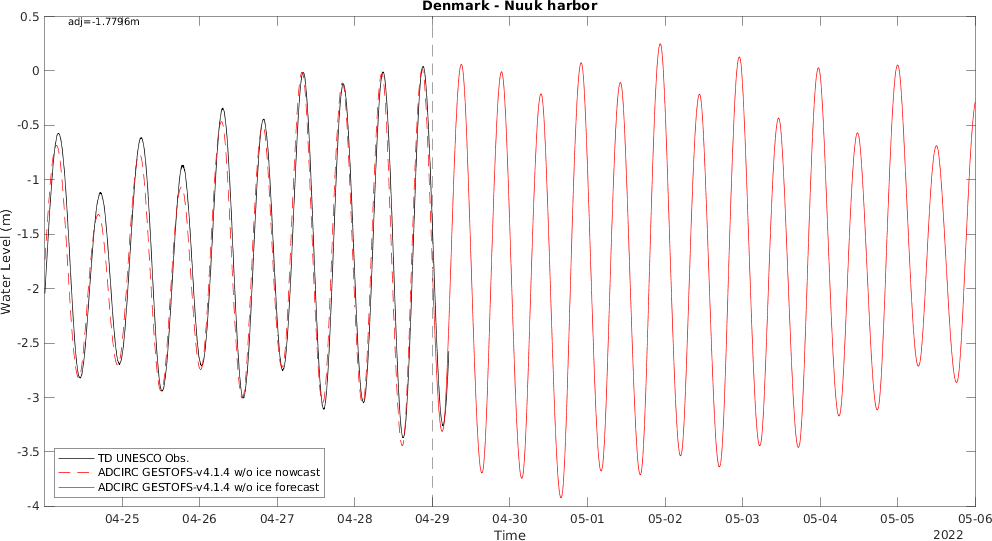 Denmark - Nuuk harbor
adj=-1.7796m
0.5
0
-0.5
-1
-1.5
-2
-2.5
-3
-3.5
-4
Water Level (m)
TD UNESCO Obs.
ADCIRC GESTOFS-v4.1.4 w/o ice nowcast
ADCIRC GESTOFS-v4.1.4 w/o ice forecast
04-25 04-26 04-27 04-28 04-29 04-30 05-01 05-02 05-03 05-04 05-05 05-06
Time
2022